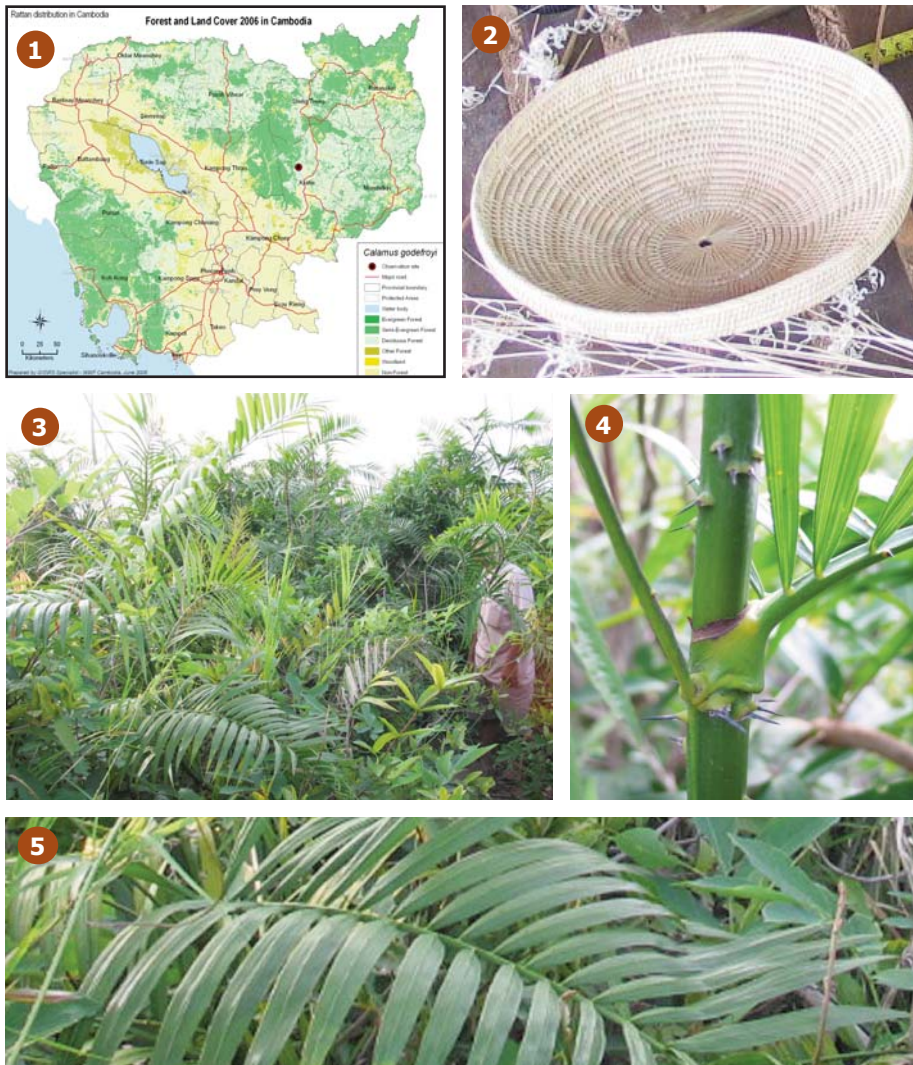 Rattan distribution in Cambodia
Forest and Land Cover 2006 in Cambodia
1
Oddar Meanchey
Preah Vihear
Stung Treng
Ratanakiri
Banteay Meanchey
Siemreap
Battambang
Tonle Sap
Kampong Thom
Kratie
Mondulkiri
Pursat
Kampong Chhnang
Kampong Cham
Koh Kong
Kampong Speu
Phnom Penh
Kandal
Prey Veng
Svay Rieng
Takeo
Kampot
Kep
Sihanoukville
Calamus godefroyi
Observation site
Major road
Provincial boundary
Protected Areas
Water body
Evergreen Forest
Semi-Evergreen Forest
Deciduous Forest
Other Forest
Woodland
Non-Forest
0 25 50
Kilometers
2
3
4
5